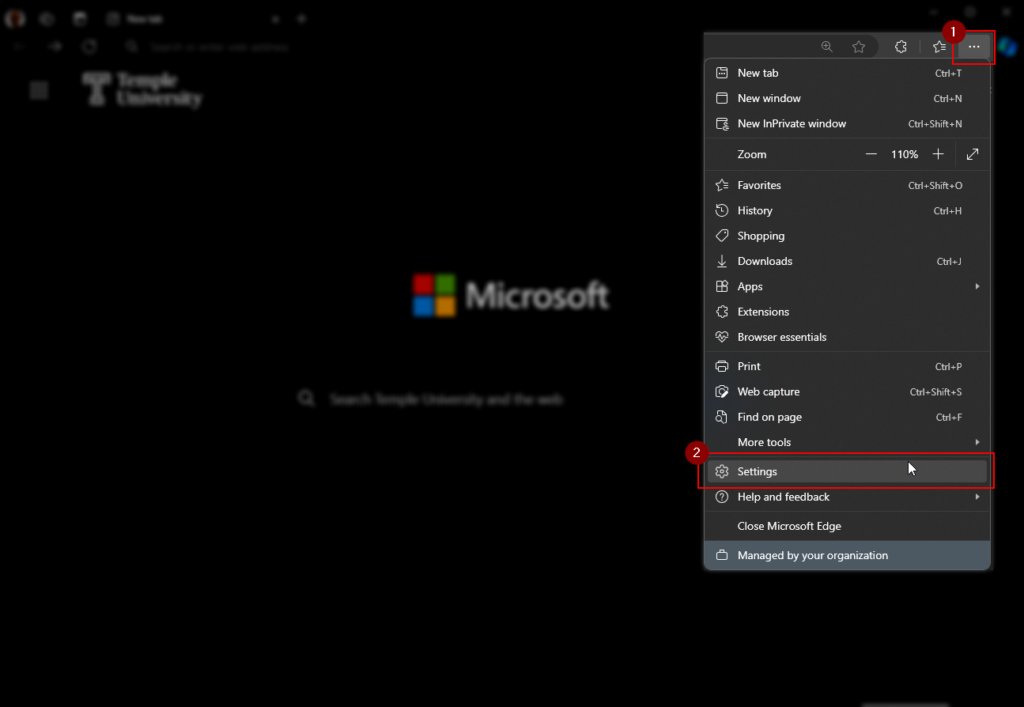 New tab
Search or enter web address
Temple
University
Microsoft
Search Temple University and the web
1
New tab Ctrl+T
New window Ctrl+N
New InPrivate window Ctrl+Shift+N
Zoom 110%
Favorites Ctrl+Shift+O
History Ctrl+H
Shopping
Downloads Ctrl+J
Apps
Extensions
Browser essentials
Print Ctrl+P
Web capture Ctrl+Shift+S
Find on page Ctrl+F
More tools
2
Settings
Help and feedback
Close Microsoft Edge
Managed by your organization